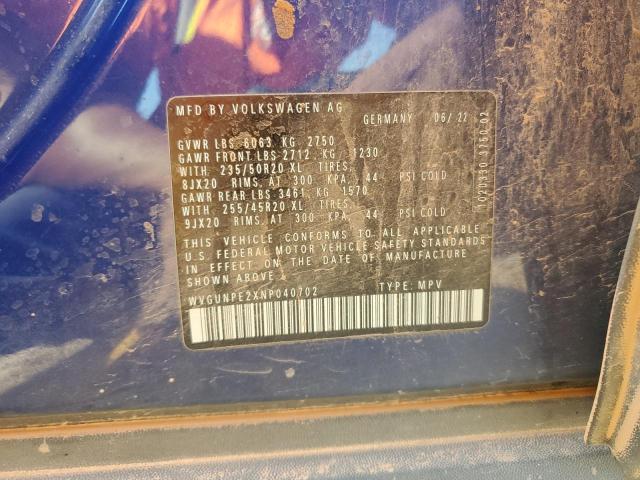 MFD BY VOLKSWAGEN AG
GERMANY 06/ 22
GVWR LBS 6063 KG 2750
GAWR FRONT LBS 2712 KG 1230
WITH 235/50R20 XL TIRES,
8JX20 RIMS, AT 300 KPA, 44 PSI COLD
GAWR REAR LBS 3461 KG 1570
WITH 255/45R20 XL TIRES,
9JX20 RIMS, AT 300 KPA, 44 PSI COLD
THIS VEHICLE CONFORMS TO ALL APPLICABLE
U.S. FEDERAL MOTOR VEHICLE SAFETY STANDARDS
IN EFFECT ON THE DATE OF MANUFACTURE
SHOWN ABOVE.
WVGUNPE2XNP040702 TYPE: MPV